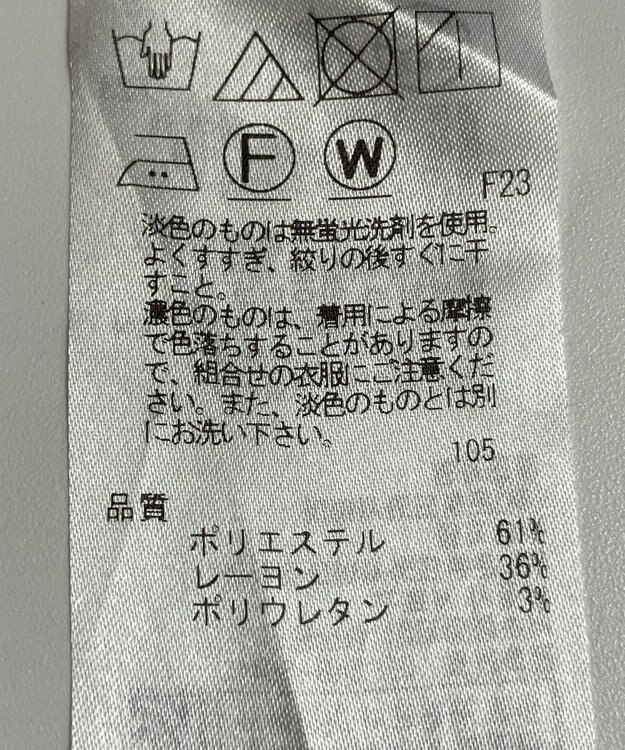 F W
F23
淡色のものは無蛍光洗剤を使用。
よくすすぎ、絞りの後すぐに干
すこと。
濃色のものは、着用による摩擦
で色落ちすることがありますの
で、組合せの衣服にご注意くだ
さい。また、淡色のものとは別
にお洗い下さい。
105
品質
ポリエステル 61%
レーヨン 36%
ポリウレタン 3%